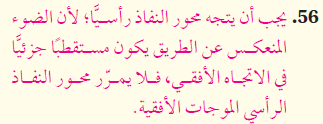 56. يجب أن يتجه محور النفاذ رأسيًّا؛ لأن الضوء
المنعكس عن الطريق يكون مستقطبًا جزئيًّا
في الاتجاه الأفقي، فلا يمرّر محور النفاذ
الرأسي الموجات الأفقية.